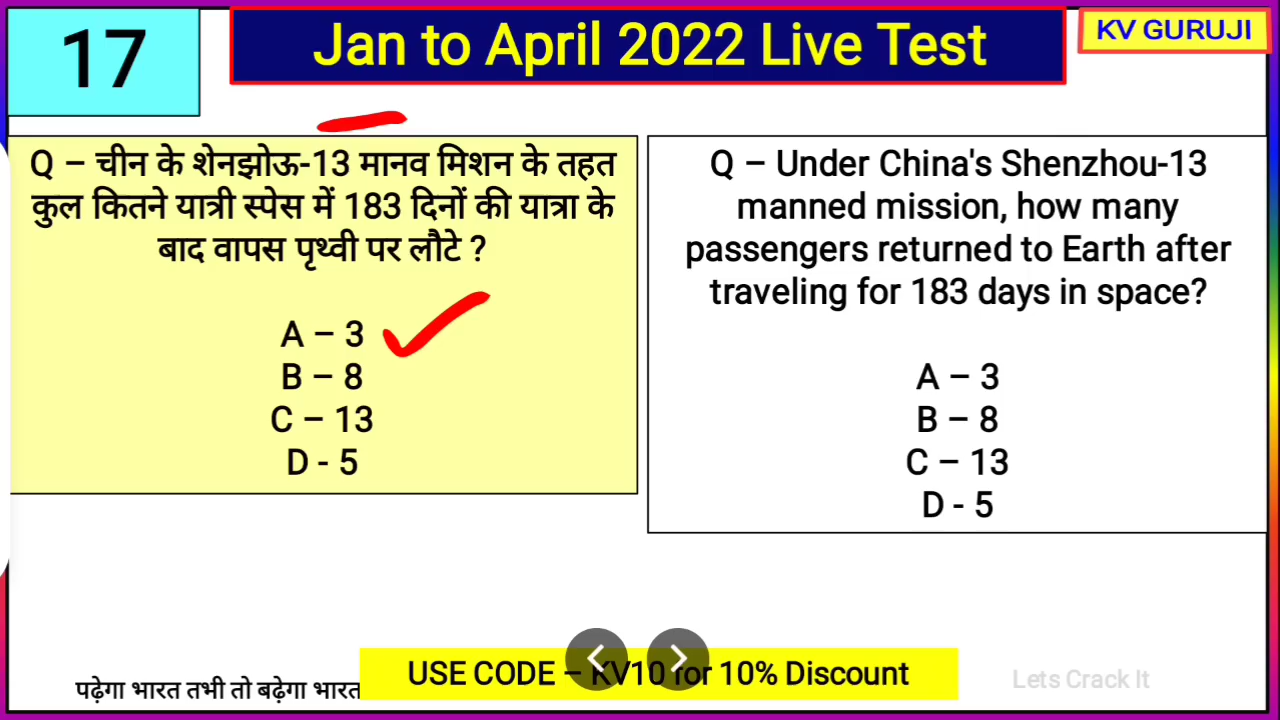 17
Jan to April 2022 Live Test
KV GURUJI
Q – चीन के शेनझोऊ-13 मानव मिशन के तहत
कुल कितने यात्री स्पेस में 183 दिनों की यात्रा के
बाद वापस पृथ्वी पर लौटे ?
A – 3
B – 8
C – 13
D - 5
Q – Under China's Shenzhou-13
manned mission, how many
passengers returned to Earth after
traveling for 183 days in space?
A – 3
B – 8
C – 13
D - 5
पढ़ेगा भारत तभी तो बढ़ेगा भारत
USE CODE – KV10 for 10% Discount
Lets Crack It